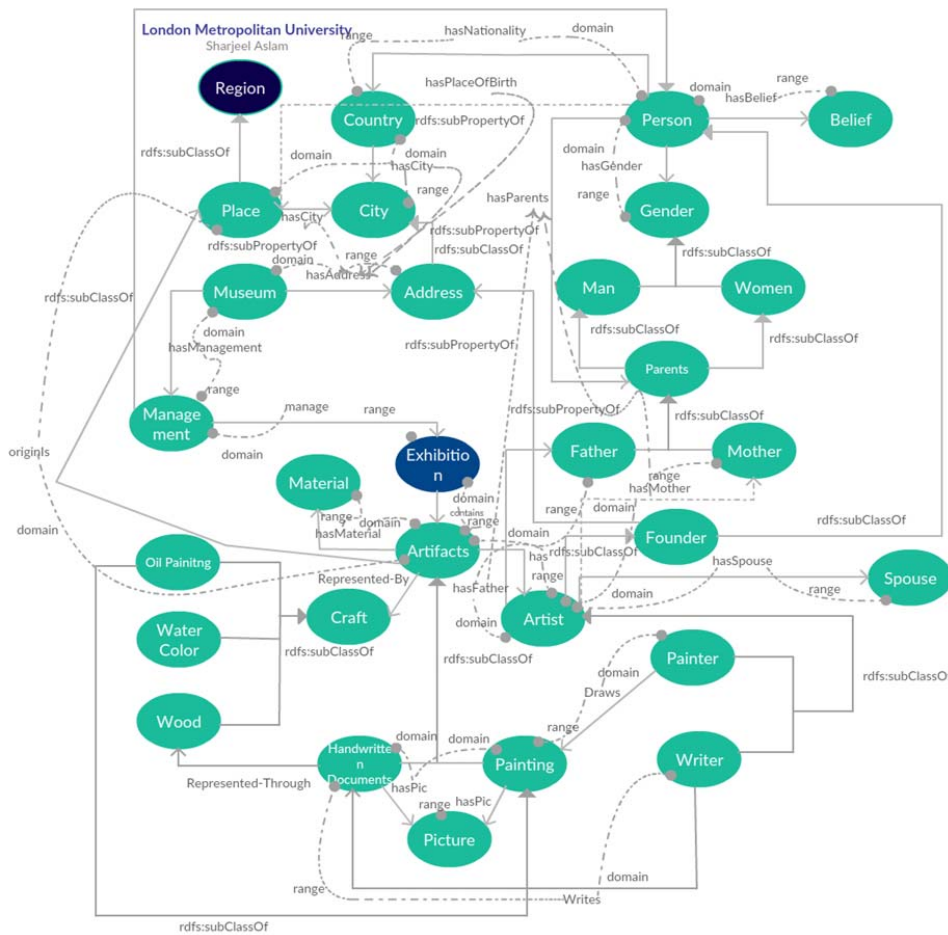 London Metropolitan University
Sharjeel Aslam
range
hasNationality
domain
Region
hasPlaceOfBirth
Country
rdfs:subPropertyOf
Person
domain
hasBelief
range
Belief
rdfs:subClassOf
domain
domain
hasCity
domain
hasGender
range
range
hasParents
Place
hasCity
City
Gender
rdfs:subPropertyOf
rdfs:subPropertyOf
domain
range
rdfs:subClassOf
rdfs:subClassOf
hasAddress
rdfs:subClassOf
Museum
Address
Man
Women
domain
hasManagement
rdfs:subPropertyOf
rdfs:subClassOf
rdfs:subClassOf
Parents
range
Management
manage
range
domain
rdfs:subPropertyOf
rdfs:subClassOf
originIs
Exhibition
Father
Mother
Material
range
domain
hasMaterial
domain
contains
range
range
hasMother
range
domain
Artifacts
has
range
rdfs:subClassOf
Founder
rdfs:subClassOf
Oil Painitng
Represented-By
hasFather
hasSpouse
domain
range
Spouse
Craft
domain
Artist
Water Color
rdfs:subClassOf
rdfs:subClassOf
Painter
domain
rdfs:subClassOf
Draws
Wood
range
Handwritten Documents
domain
domain
Painting
Writer
Represented-Through
hasPic
range
hasPic
Picture
domain
range
Writes
rdfs:subClassOf